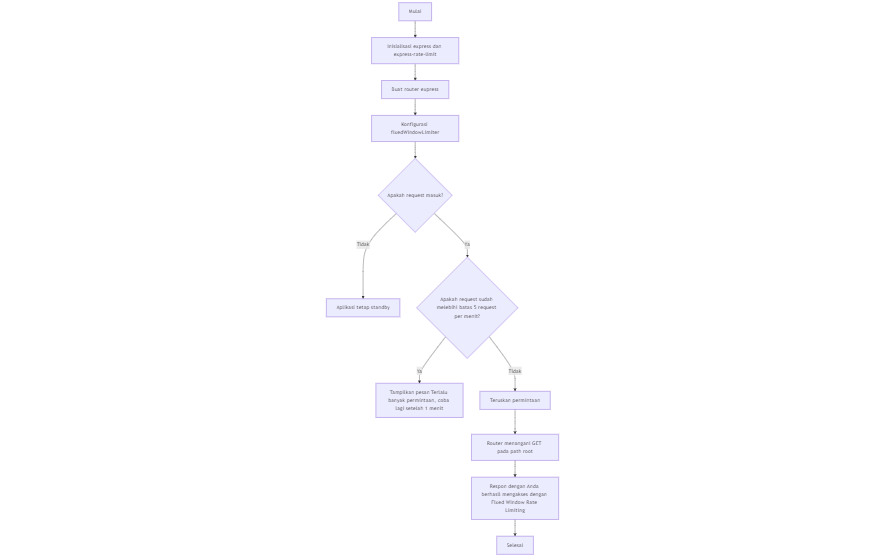 Mulai
Inisialisasi express dan
express-rate-limit
Buat router express
Konfigurasi
fixedWindowLimiter
Apakah request masuk?
Tidak
Ya
Aplikasi tetap standby
Apakah request sudah
melebihi batas 5 request
per menit?
Ya
Tidak
Tampilkan pesan Terlalu
banyak permintaan, coba
lagi setelah 1 menit
Teruskan permintaan
Router menangani GET
pada path root
Respon dengan Anda
berhasil mengakses dengan
Fixed Window Rate
Limiting
Selesai